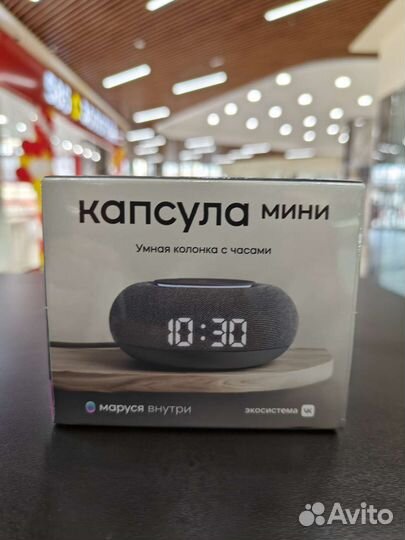 капсула мини
Умная колонка с часами
10:30
маруся внутри
экосистема VK
Avito